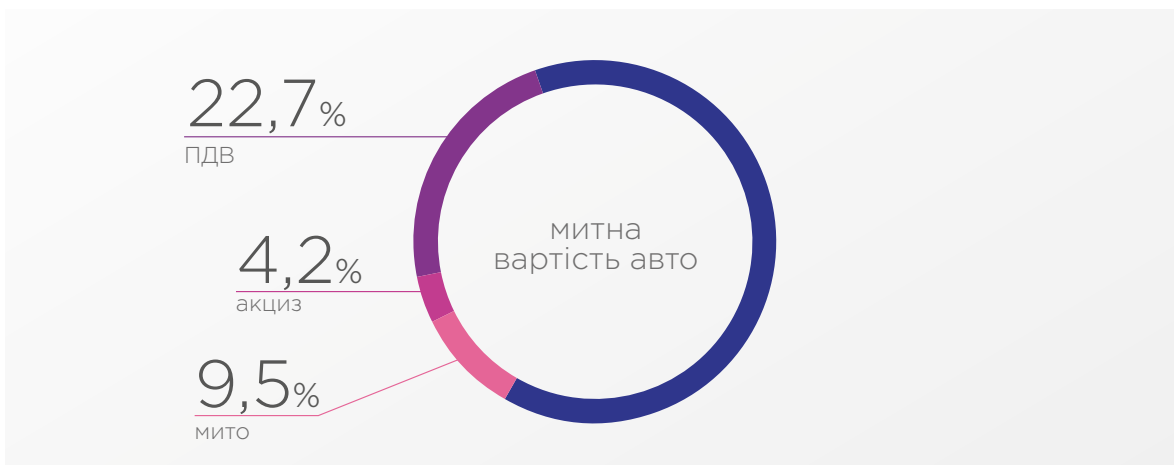 22,7%
ПДВ
4,2%
акциз
9,5%
мито
митна
вартість авто